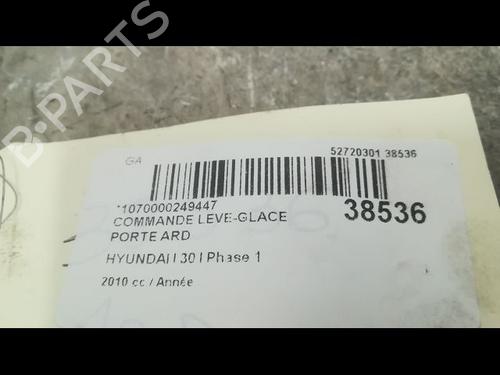 B-PARTS
GA
52720301 38536
*1070000249447
38536
COMMANDE LEVE-GLACE
PORTE ARD
HYUNDAI I 30 I Phase 1
2010 cc / Année